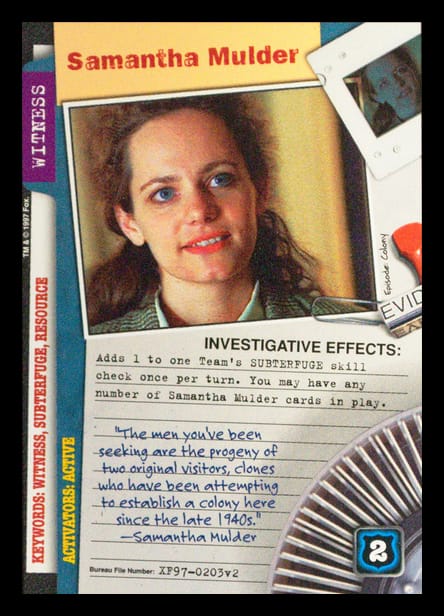 Samantha Mulder
WITNESS
TM & © 1997 Fox.
KEYWORDS: WITNESS, SUBTERFUGE, RESOURCE
ACTIVATORS: ACTIVE
Episode: Colony
EVID
INVESTIGATIVE EFFECTS:
Adds 1 to one Team's SUBTERFUGE skill
check once per turn. You may have any
number of Samantha Mulder cards in play.
"The men you've been
seeking are the progeny of
two original visitors, clones
who have been attempting
to establish a colony here
since the late 1940s."
—Samantha Mulder
Bureau File Number: XF97-0203v2
2